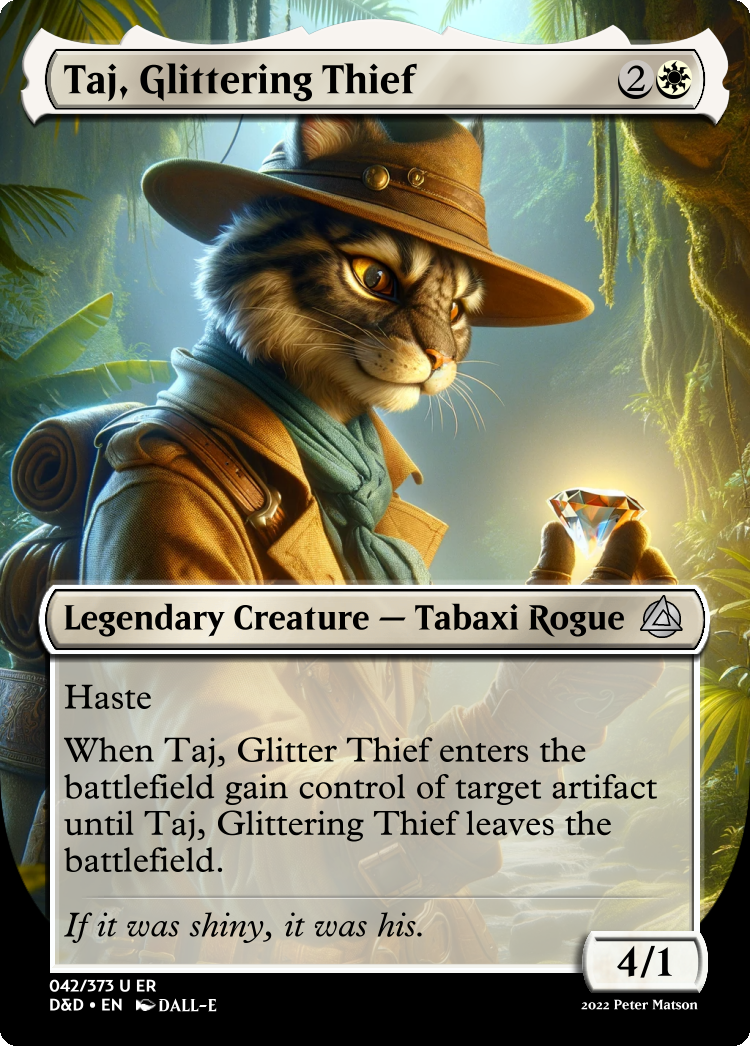 Taj, Glittering Thief 2
Legendary Creature — Tabaxi Rogue
Haste
When Taj, Glitter Thief enters the
battlefield gain control of target artifact
until Taj, Glittering Thief leaves the
battlefield.
If it was shiny, it was his.
4/1
042/373 U ER
D&D • EN DALL-E
2022 Peter Matson